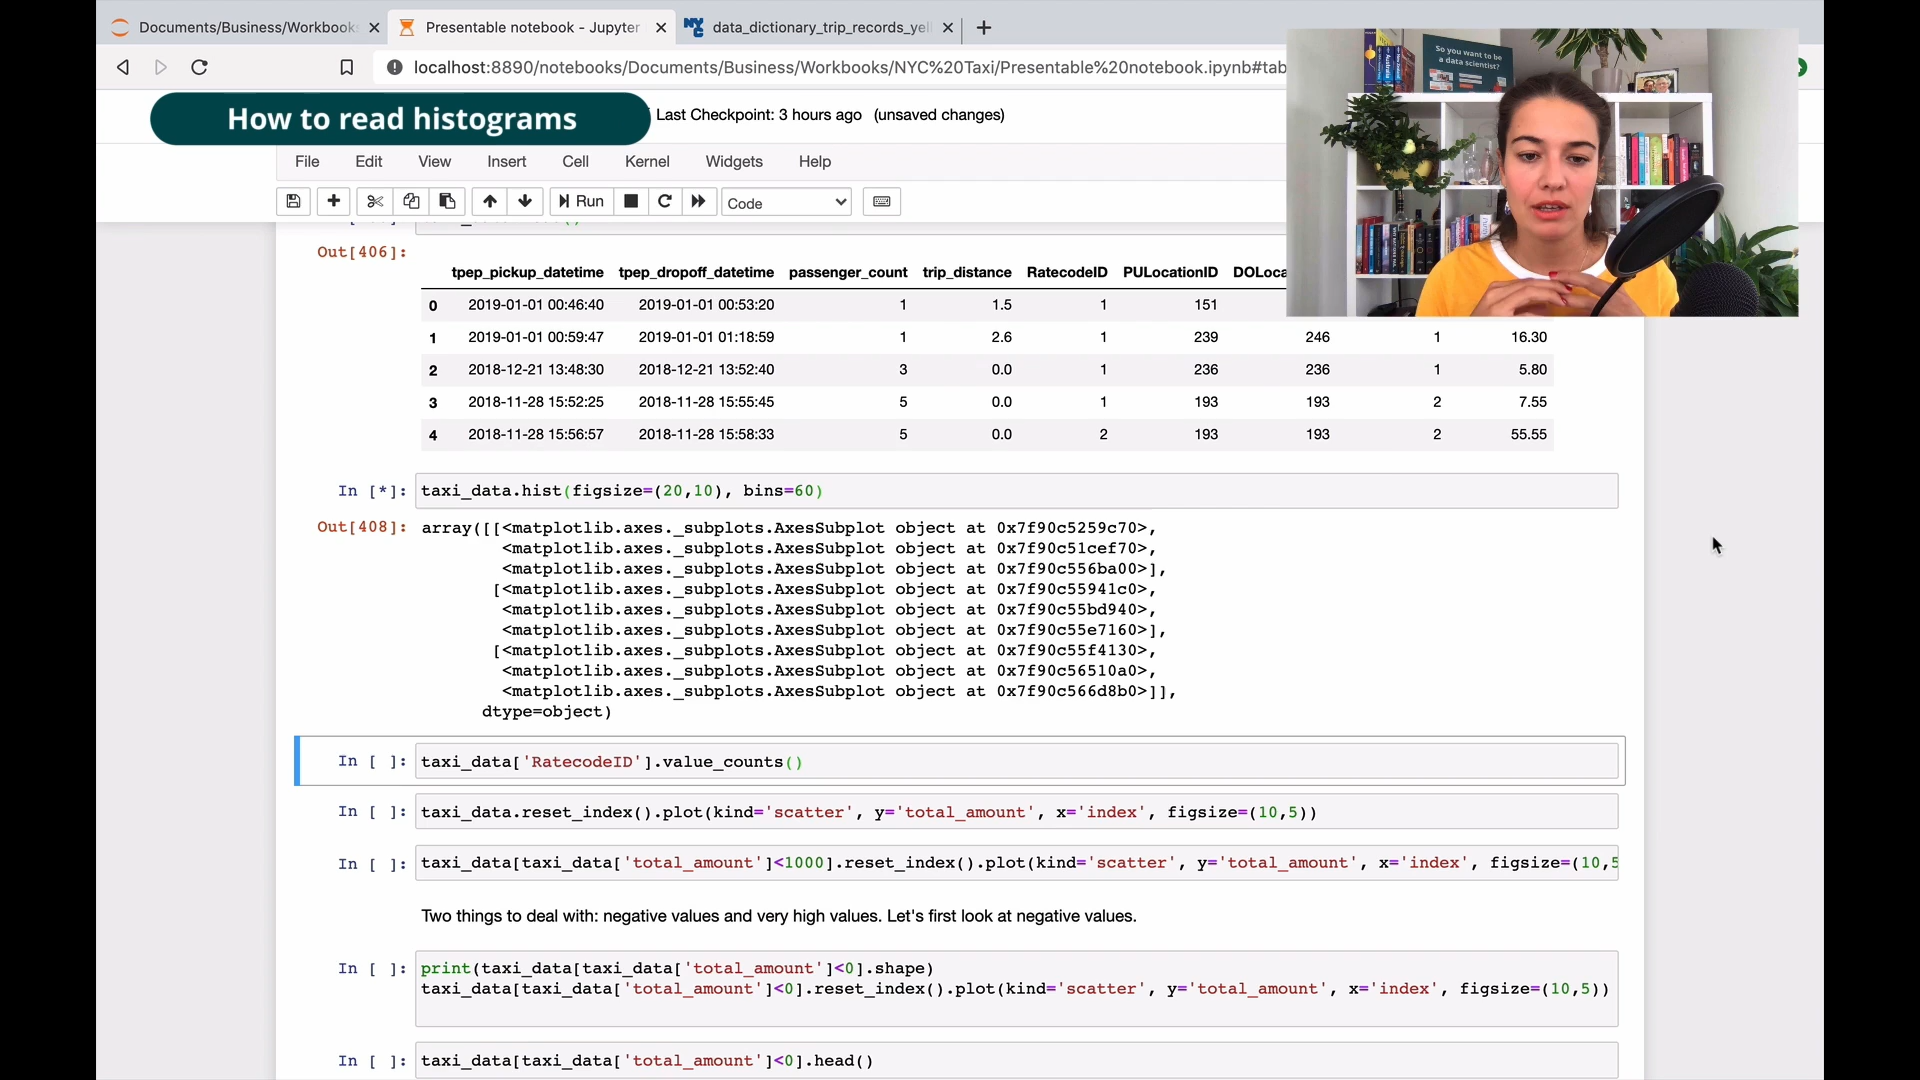 Documents/Business/Workbook
Presentable notebook - Jupyter
data_dictionary_trip_records_yel
localhost:8890/notebooks/Documents/Business/Workbooks/NYC%20Taxi/Presentable%20notebook.ipynb#tab
How to read histograms
Last Checkpoint: 3 hours ago (unsaved changes)
So you want to be
a data scientist?
File Edit View Insert Cell Kernel Widgets Help
Run Code
Out[406]:
tpep_pickup_datetime tpep_dropoff_datetime passenger_count trip_distance RatecodeID PULocationID DOLoca
0 2019-01-01 00:46:40 2019-01-01 00:53:20 1 1.5 1 151
1 2019-01-01 00:59:47 2019-01-01 01:18:59 1 2.6 1 239 246 1 16.30
2 2018-12-21 13:48:30 2018-12-21 13:52:40 3 0.0 1 236 236 1 5.80
3 2018-11-28 15:52:25 2018-11-28 15:55:45 5 0.0 1 193 193 2 7.55
4 2018-11-28 15:56:57 2018-11-28 15:58:33 5 0.0 2 193 193 2 55.55
In [*]: taxi_data.hist(figsize=(20,10), bins=60)
Out[408]: array([[<matplotlib.axes._subplots.AxesSubplot object at 0x7f90c5259c70>,
<matplotlib.axes._subplots.AxesSubplot object at 0x7f90c51cef70>,
<matplotlib.axes._subplots.AxesSubplot object at 0x7f90c556ba00>],
[<matplotlib.axes._subplots.AxesSubplot object at 0x7f90c55941c0>,
<matplotlib.axes._subplots.AxesSubplot object at 0x7f90c55bd940>,
<matplotlib.axes._subplots.AxesSubplot object at 0x7f90c55e7160>],
[<matplotlib.axes._subplots.AxesSubplot object at 0x7f90c55f4130>,
<matplotlib.axes._subplots.AxesSubplot object at 0x7f90c56510a0>,
<matplotlib.axes._subplots.AxesSubplot object at 0x7f90c566d8b0>]],
dtype=object)
In [ ]: taxi_data['RatecodeID'].value_counts()
In [ ]: taxi_data.reset_index().plot(kind='scatter', y='total_amount', x='index', figsize=(10,5))
In [ ]: taxi_data[taxi_data['total_amount']<1000].reset_index().plot(kind='scatter', y='total_amount', x='index', figsize=(10,5
Two things to deal with: negative values and very high values. Let's first look at negative values.
In [ ]: print(taxi_data[taxi_data['total_amount']<0].shape)
taxi_data[taxi_data['total_amount']<0].reset_index().plot(kind='scatter', y='total_amount', x='index', figsize=(10,5))
In [ ]: taxi_data[taxi_data['total_amount']<0].head()